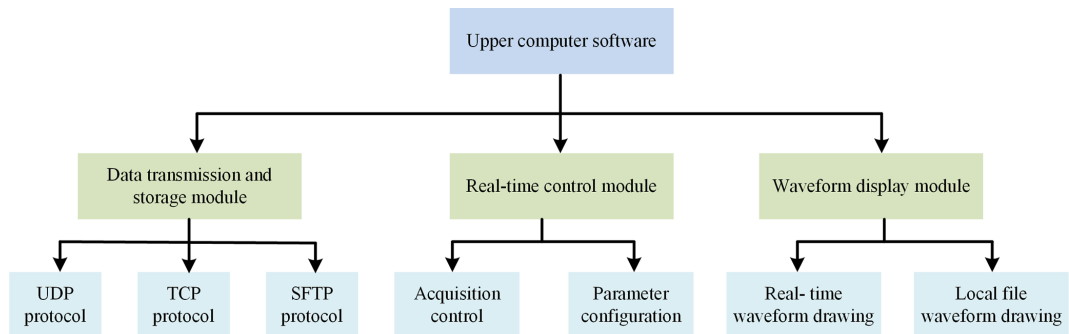 Upper computer software
Data transmission and
storage module
Real-time control module
Waveform display module
UDP
protocol
TCP
protocol
SFTP
protocol
Acquisition
control
Parameter
configuration
Real- time
waveform drawing
Local file
waveform drawing